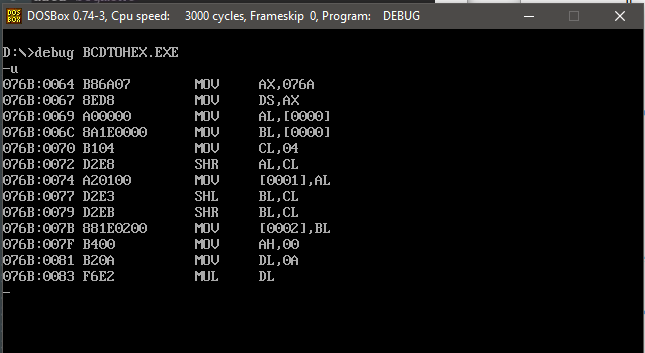 DOSBox 0.74-3, Cpu speed: 3000 cycles, Frameskip 0, Program: DEBUG
D:\>debug BCDTOHEX.EXE
-u
076B:0064 B86A07 MOV AX,076A
076B:0067 8ED8 MOV DS,AX
076B:0069 A00000 MOV AL,[0000]
076B:006C 8A1E0000 MOV BL,[0000]
076B:0070 B104 MOV CL,04
076B:0072 D2E8 SHR AL,CL
076B:0074 A20100 MOV [0001],AL
076B:0077 D2E3 SHL BL,CL
076B:0079 D2EB SHR BL,CL
076B:007B 881E0200 MOV [0002],BL
076B:007F B400 MOV AH,00
076B:0081 B20A MOV DL,0A
076B:0083 F6E2 MUL DL
-